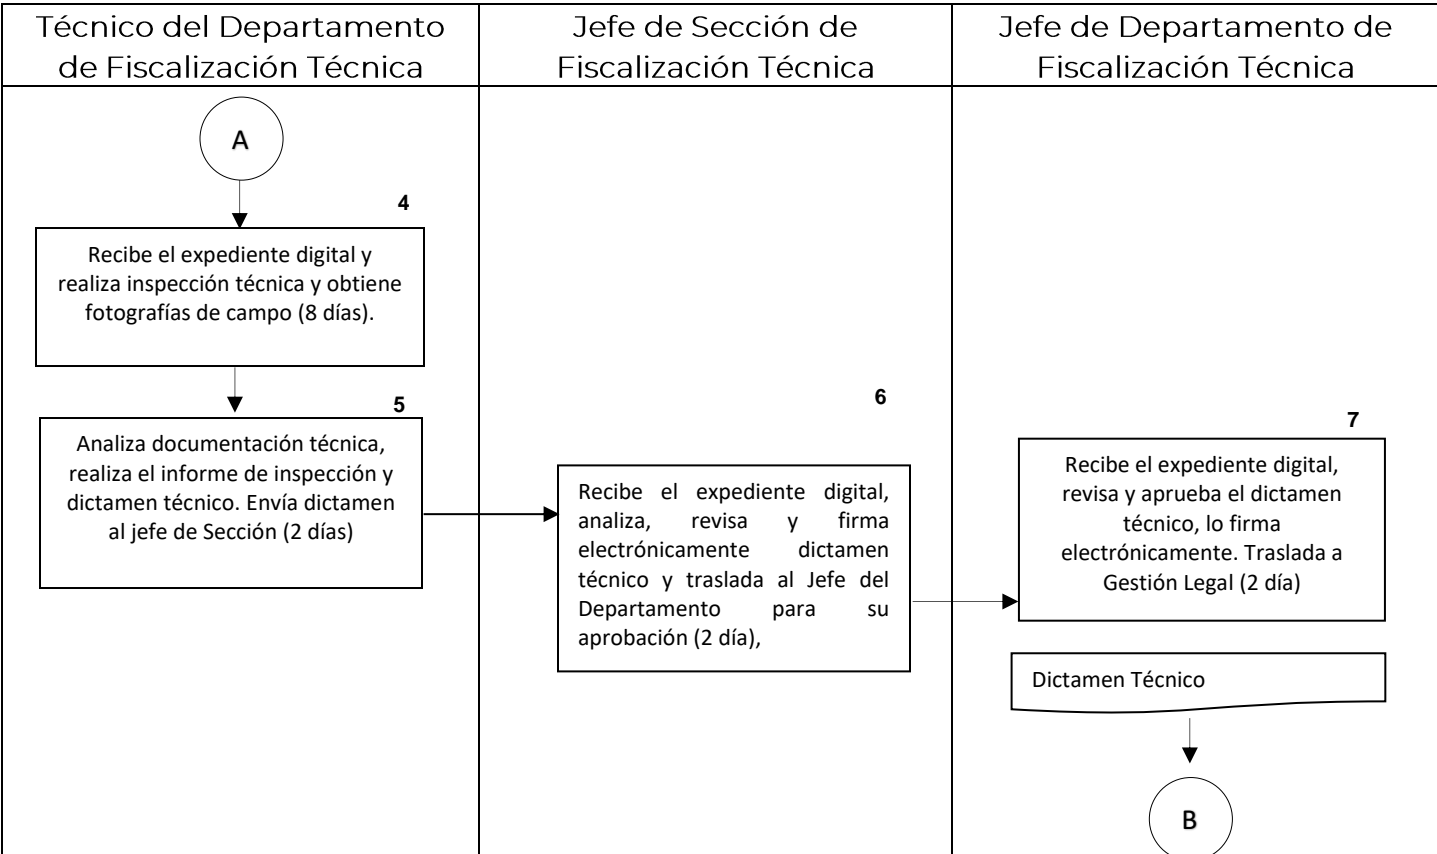 Técnico del Departamento
de Fiscalización Técnica
Jefe de Sección de
Fiscalización Técnica
Jefe de Departamento de
Fiscalización Técnica
A
4
Recibe el expediente digital y
realiza inspección técnica y obtiene
fotografías de campo (8 días).
5
Analiza documentación técnica,
realiza el informe de inspección y
dictamen técnico. Envía dictamen
al jefe de Sección (2 días)
6
Recibe el expediente digital,
analiza, revisa y firma
electrónicamente dictamen
técnico y traslada al Jefe del
Departamento para su
aprobación (2 día),
7
Recibe el expediente digital,
revisa y aprueba el dictamen
técnico, lo firma
electrónicamente. Traslada a
Gestión Legal (2 día)
Dictamen Técnico
B